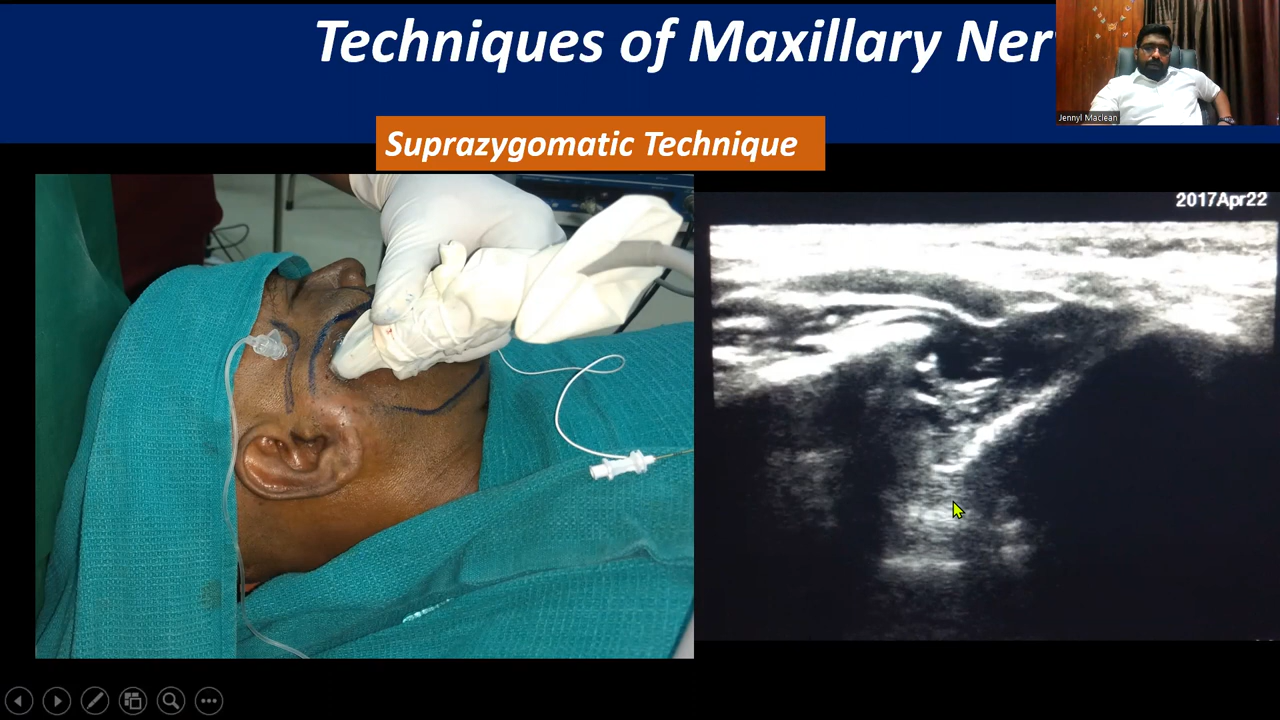 Techniques of Maxillary Ner
Jennyl Maclean
Suprazygomatic Technique
2017Apr22